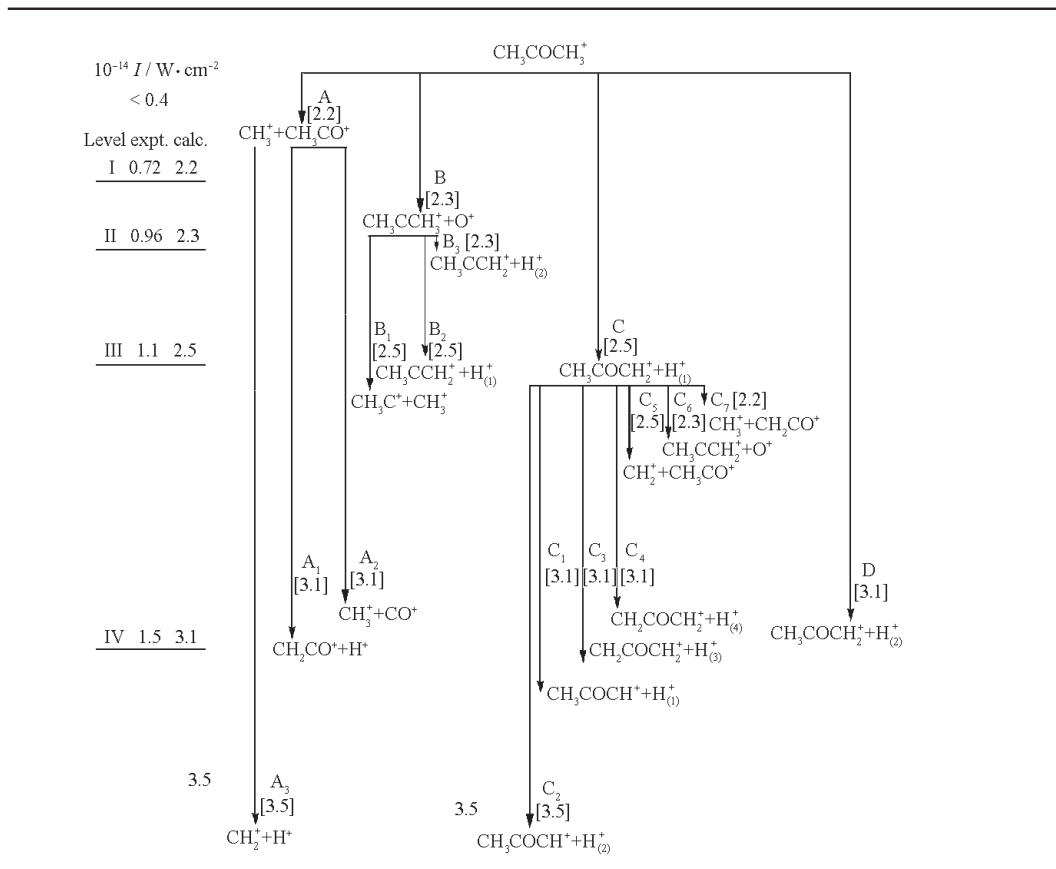 CH₃COCH₃⁺
10⁻¹⁴ I / W·cm⁻²
< 0.4
A
[2.2]
CH₃⁺+CH₃CO⁺
Level expt. calc.
I 0.72 2.2
B
[2.3]
CH₃CCH₃⁺+O⁺
II 0.96 2.3
B₃ [2.3]
CH₃CCH₂⁺+H₍₂₎⁺
III 1.1 2.5
B₁
[2.5]
B₂
[2.5]
CH₃CCH₂⁺+H₍₁₎⁺
CH₃C⁺+CH₃⁺
C
[2.5]
CH₃COCH₂⁺+H₍₁₎⁺
C₅
[2.5]
C₆
[2.3]
C₇ [2.2]
CH₃⁺+CH₂CO⁺
CH₃CCH₂⁺+O⁺
CH₂⁺+CH₃CO⁺
A₁
[3.1]
A₂
[3.1]
CH₃⁺+CO⁺
C₁
[3.1]
C₃
[3.1]
C₄
[3.1]
D
[3.1]
CH₂COCH₂⁺+H₍₄₎⁺
CH₃COCH₂⁺+H₍₂₎⁺
IV 1.5 3.1
CH₂CO⁺+H⁺
CH₂COCH₂⁺+H₍₃₎⁺
CH₃COCH⁺+H₍₁₎⁺
3.5
A₃
[3.5]
CH₂⁺+H⁺
3.5
C₂
[3.5]
CH₃COCH⁺+H₍₂₎⁺